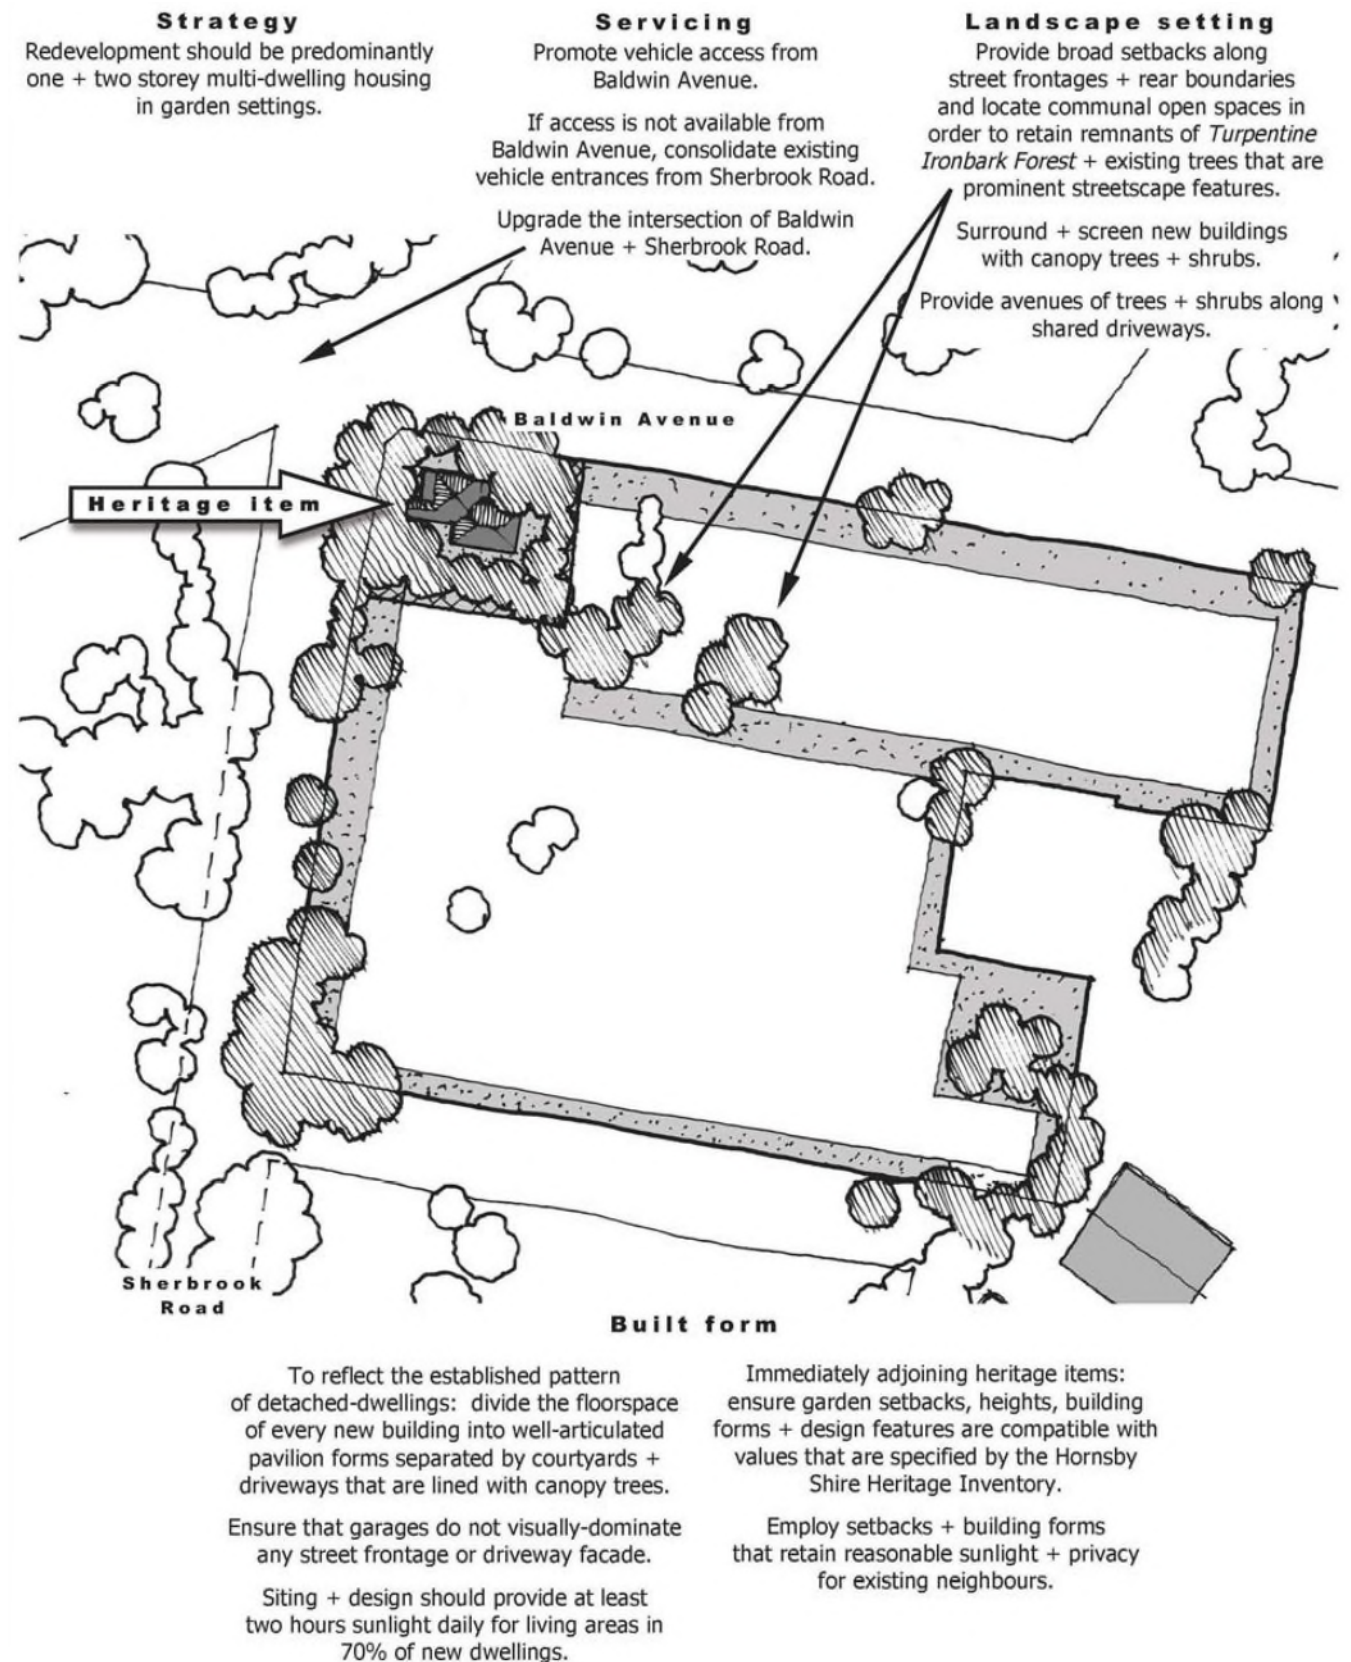 Strategy
Redevelopment should be predominantly
one + two storey multi-dwelling housing
in garden settings.
Servicing
Promote vehicle access from
Baldwin Avenue.
If access is not available from
Baldwin Avenue, consolidate existing
vehicle entrances from Sherbrook Road.
Upgrade the intersection of Baldwin
Avenue + Sherbrook Road.
Landscape setting
Provide broad setbacks along
street frontages + rear boundaries
and locate communal open spaces in
order to retain remnants of Turpentine
Ironbark Forest + existing trees that are
prominent streetscape features.
Surround + screen new buildings
with canopy trees + shrubs.
Provide avenues of trees + shrubs along
shared driveways.
Baldwin Avenue
Heritage item
Sherbrook
Road
Built form
To reflect the established pattern
of detached-dwellings: divide the floorspace
of every new building into well-articulated
pavilion forms separated by courtyards +
driveways that are lined with canopy trees.
Ensure that garages do not visually-dominate
any street frontage or driveway facade.
Siting + design should provide at least
two hours sunlight daily for living areas in
70% of new dwellings.
Immediately adjoining heritage items:
ensure garden setbacks, heights, building
forms + design features are compatible with
values that are specified by the Hornsby
Shire Heritage Inventory.
Employ setbacks + building forms
that retain reasonable sunlight + privacy
for existing neighbours.